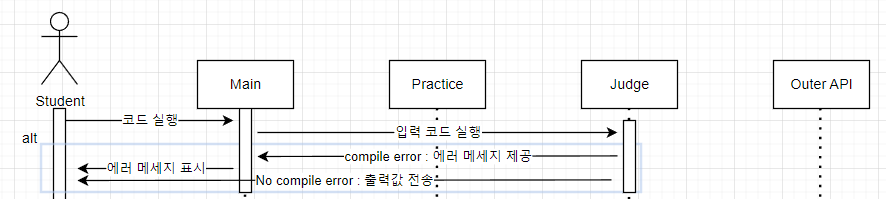 Main
Practice
Judge
Outer API
Student
코드 실행
입력 코드 실행
alt
compile error : 에러 메세지 제공
에러 메세지 표시
No compile error : 출력값 전송